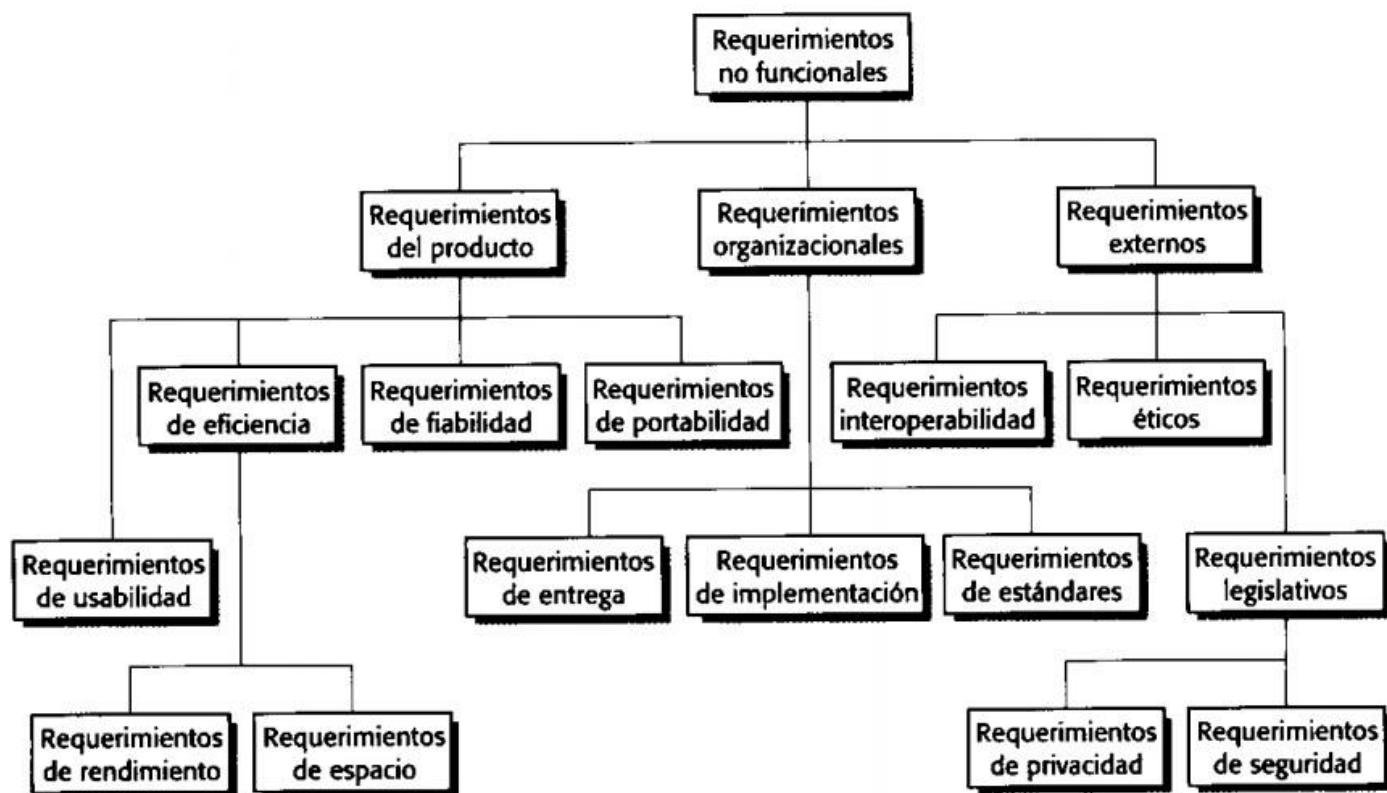 Requerimientos
no funcionales
Requerimientos
del producto
Requerimientos
organizacionales
Requerimientos
externos
Requerimientos
de eficiencia
Requerimientos
de fiabilidad
Requerimientos
de portabilidad
Requerimientos
interoperabilidad
Requerimientos
éticos
Requerimientos
de usabilidad
Requerimientos
de entrega
Requerimientos
de implementación
Requerimientos
de estándares
Requerimientos
legislativos
Requerimientos
de rendimiento
Requerimientos
de espacio
Requerimientos
de privacidad
Requerimientos
de seguridad